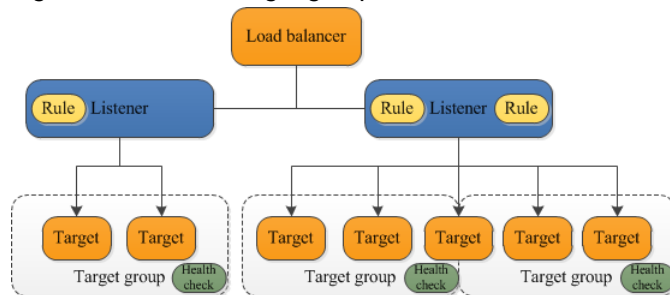 Load balancer
Rule Listener
Rule Listener Rule
Target Target
Target Target Target Target Target
Target group Health check
Target group Health check
Target group Health check